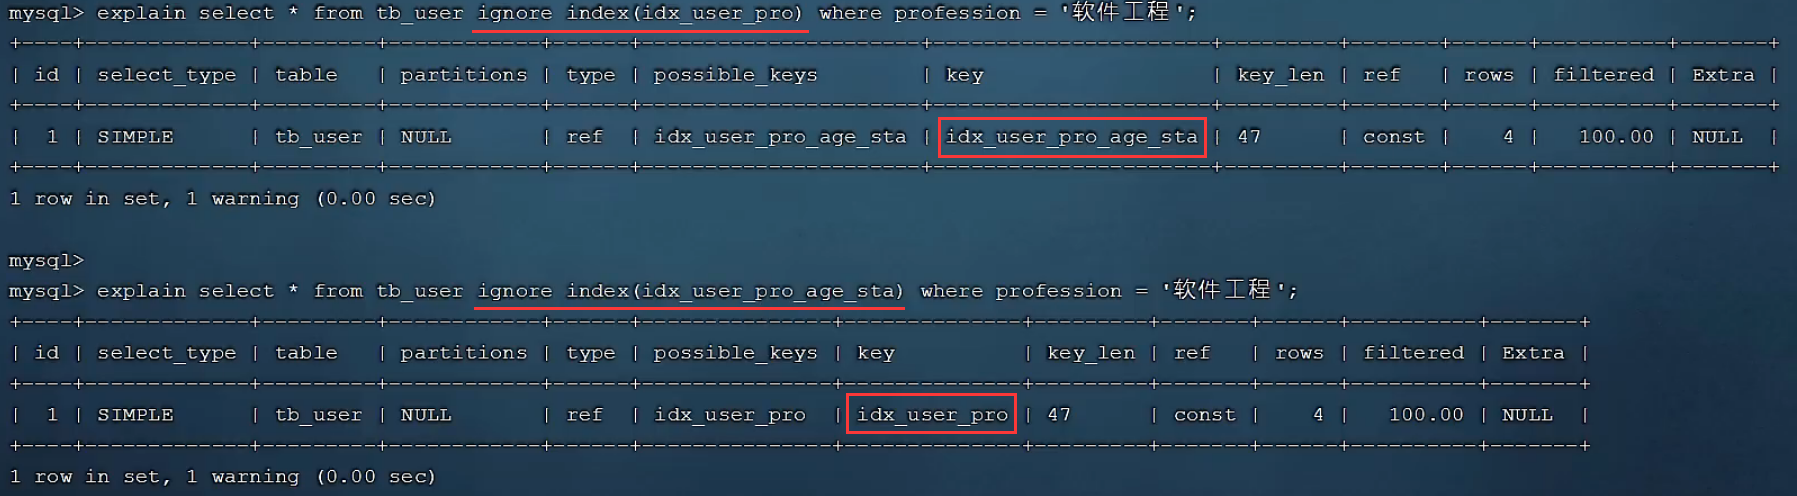 mysql> explain select * from tb_user ignore index(idx_user_pro) where profession = '软件工程';
+----+-------------+---------+------------+------+----------------------+----------------------+---------+-------+------+----------+-------+
| id | select_type | table | partitions | type | possible_keys | key | key_len | ref | rows | filtered | Extra |
+----+-------------+---------+------------+------+----------------------+----------------------+---------+-------+------+----------+-------+
| 1 | SIMPLE | tb_user | NULL | ref | idx_user_pro_age_sta | idx_user_pro_age_sta | 47 | const | 4 | 100.00 | NULL |
+----+-------------+---------+------------+------+----------------------+----------------------+---------+-------+------+----------+-------+
1 row in set, 1 warning (0.00 sec)
mysql>
mysql> explain select * from tb_user ignore index(idx_user_pro_age_sta) where profession = '软件工程';
+----+-------------+---------+------------+------+---------------+--------------+---------+-------+------+----------+-------+
| id | select_type | table | partitions | type | possible_keys | key | key_len | ref | rows | filtered | Extra |
+----+-------------+---------+------------+------+---------------+--------------+---------+-------+------+----------+-------+
| 1 | SIMPLE | tb_user | NULL | ref | idx_user_pro | idx_user_pro | 47 | const | 4 | 100.00 | NULL |
+----+-------------+---------+------------+------+---------------+--------------+---------+-------+------+----------+-------+
1 row in set, 1 warning (0.00 sec)